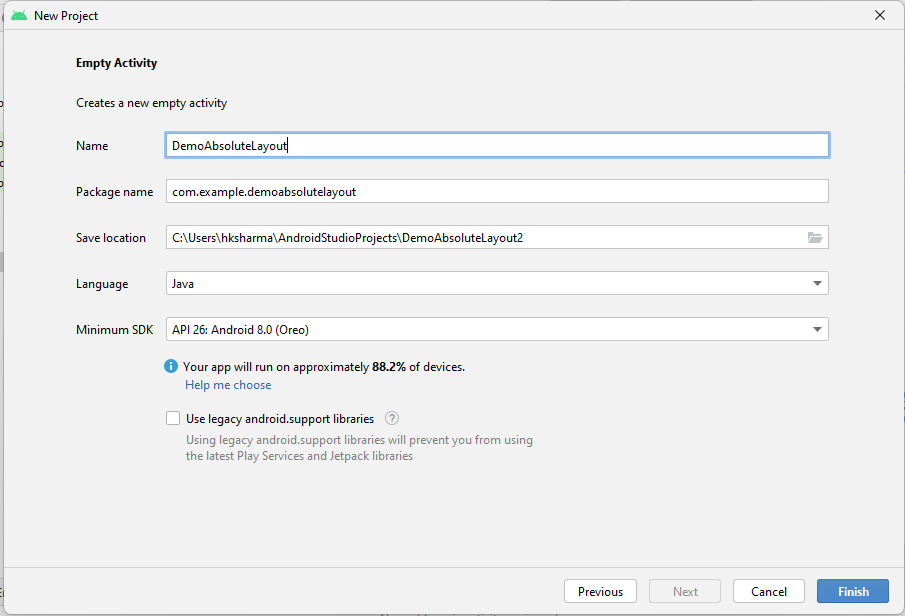 New Project
Empty Activity
Creates a new empty activity
Name DemoAbsoluteLayout
Package name com.example.demoabsolutelayout
Save location C:\Users\hksharma\AndroidStudioProjects\DemoAbsoluteLayout2
Language Java
Minimum SDK API 26: Android 8.0 (Oreo)
Your app will run on approximately 88.2% of devices.
Help me choose
Use legacy android.support libraries ?
Using legacy android.support libraries will prevent you from using
the latest Play Services and Jetpack libraries
Previous Next Cancel Finish